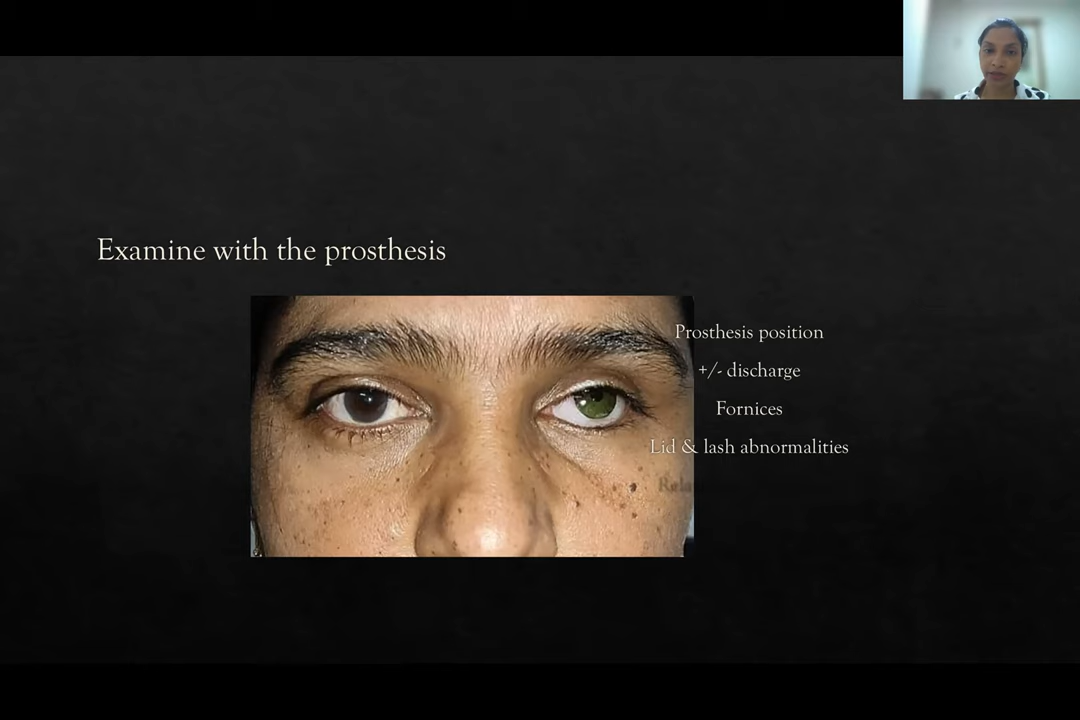 Examine with the prosthesis
Prosthesis position
+/- discharge
Fornices
Lid & lash abnormalities